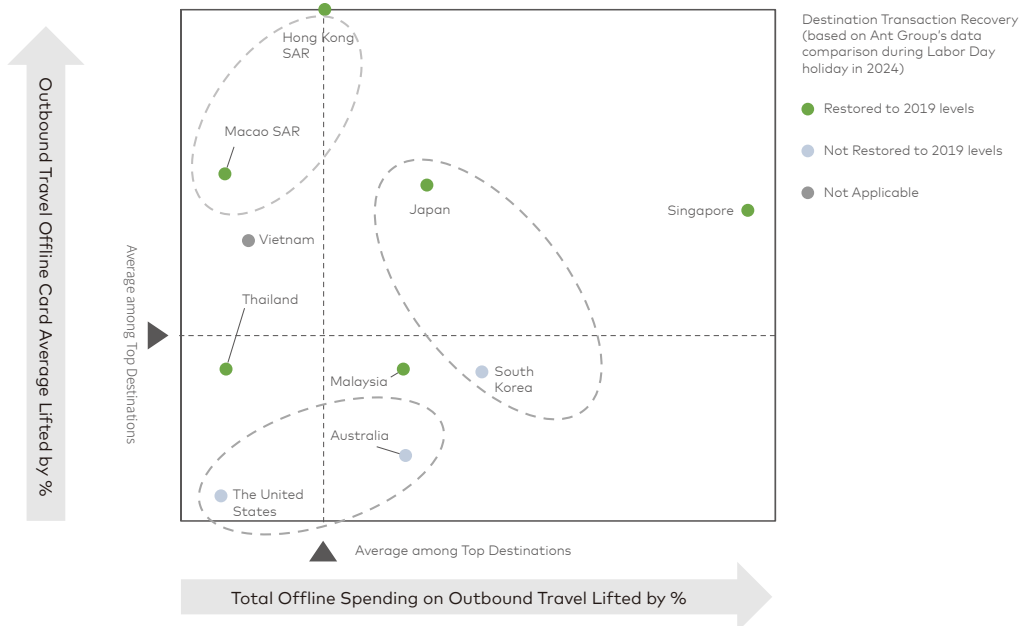 Outbound Travel Offline Card Average Lifted by %
Average among Top Destinations
Hong Kong
SAR
Macao SAR
Vietnam
Thailand
Japan
Singapore
Malaysia
South
Korea
Australia
The United
States
Average among Top Destinations
Total Offline Spending on Outbound Travel Lifted by %
Destination Transaction Recovery
(based on Ant Group's data
comparison during Labor Day
holiday in 2024)
Restored to 2019 levels
Not Restored to 2019 levels
Not Applicable